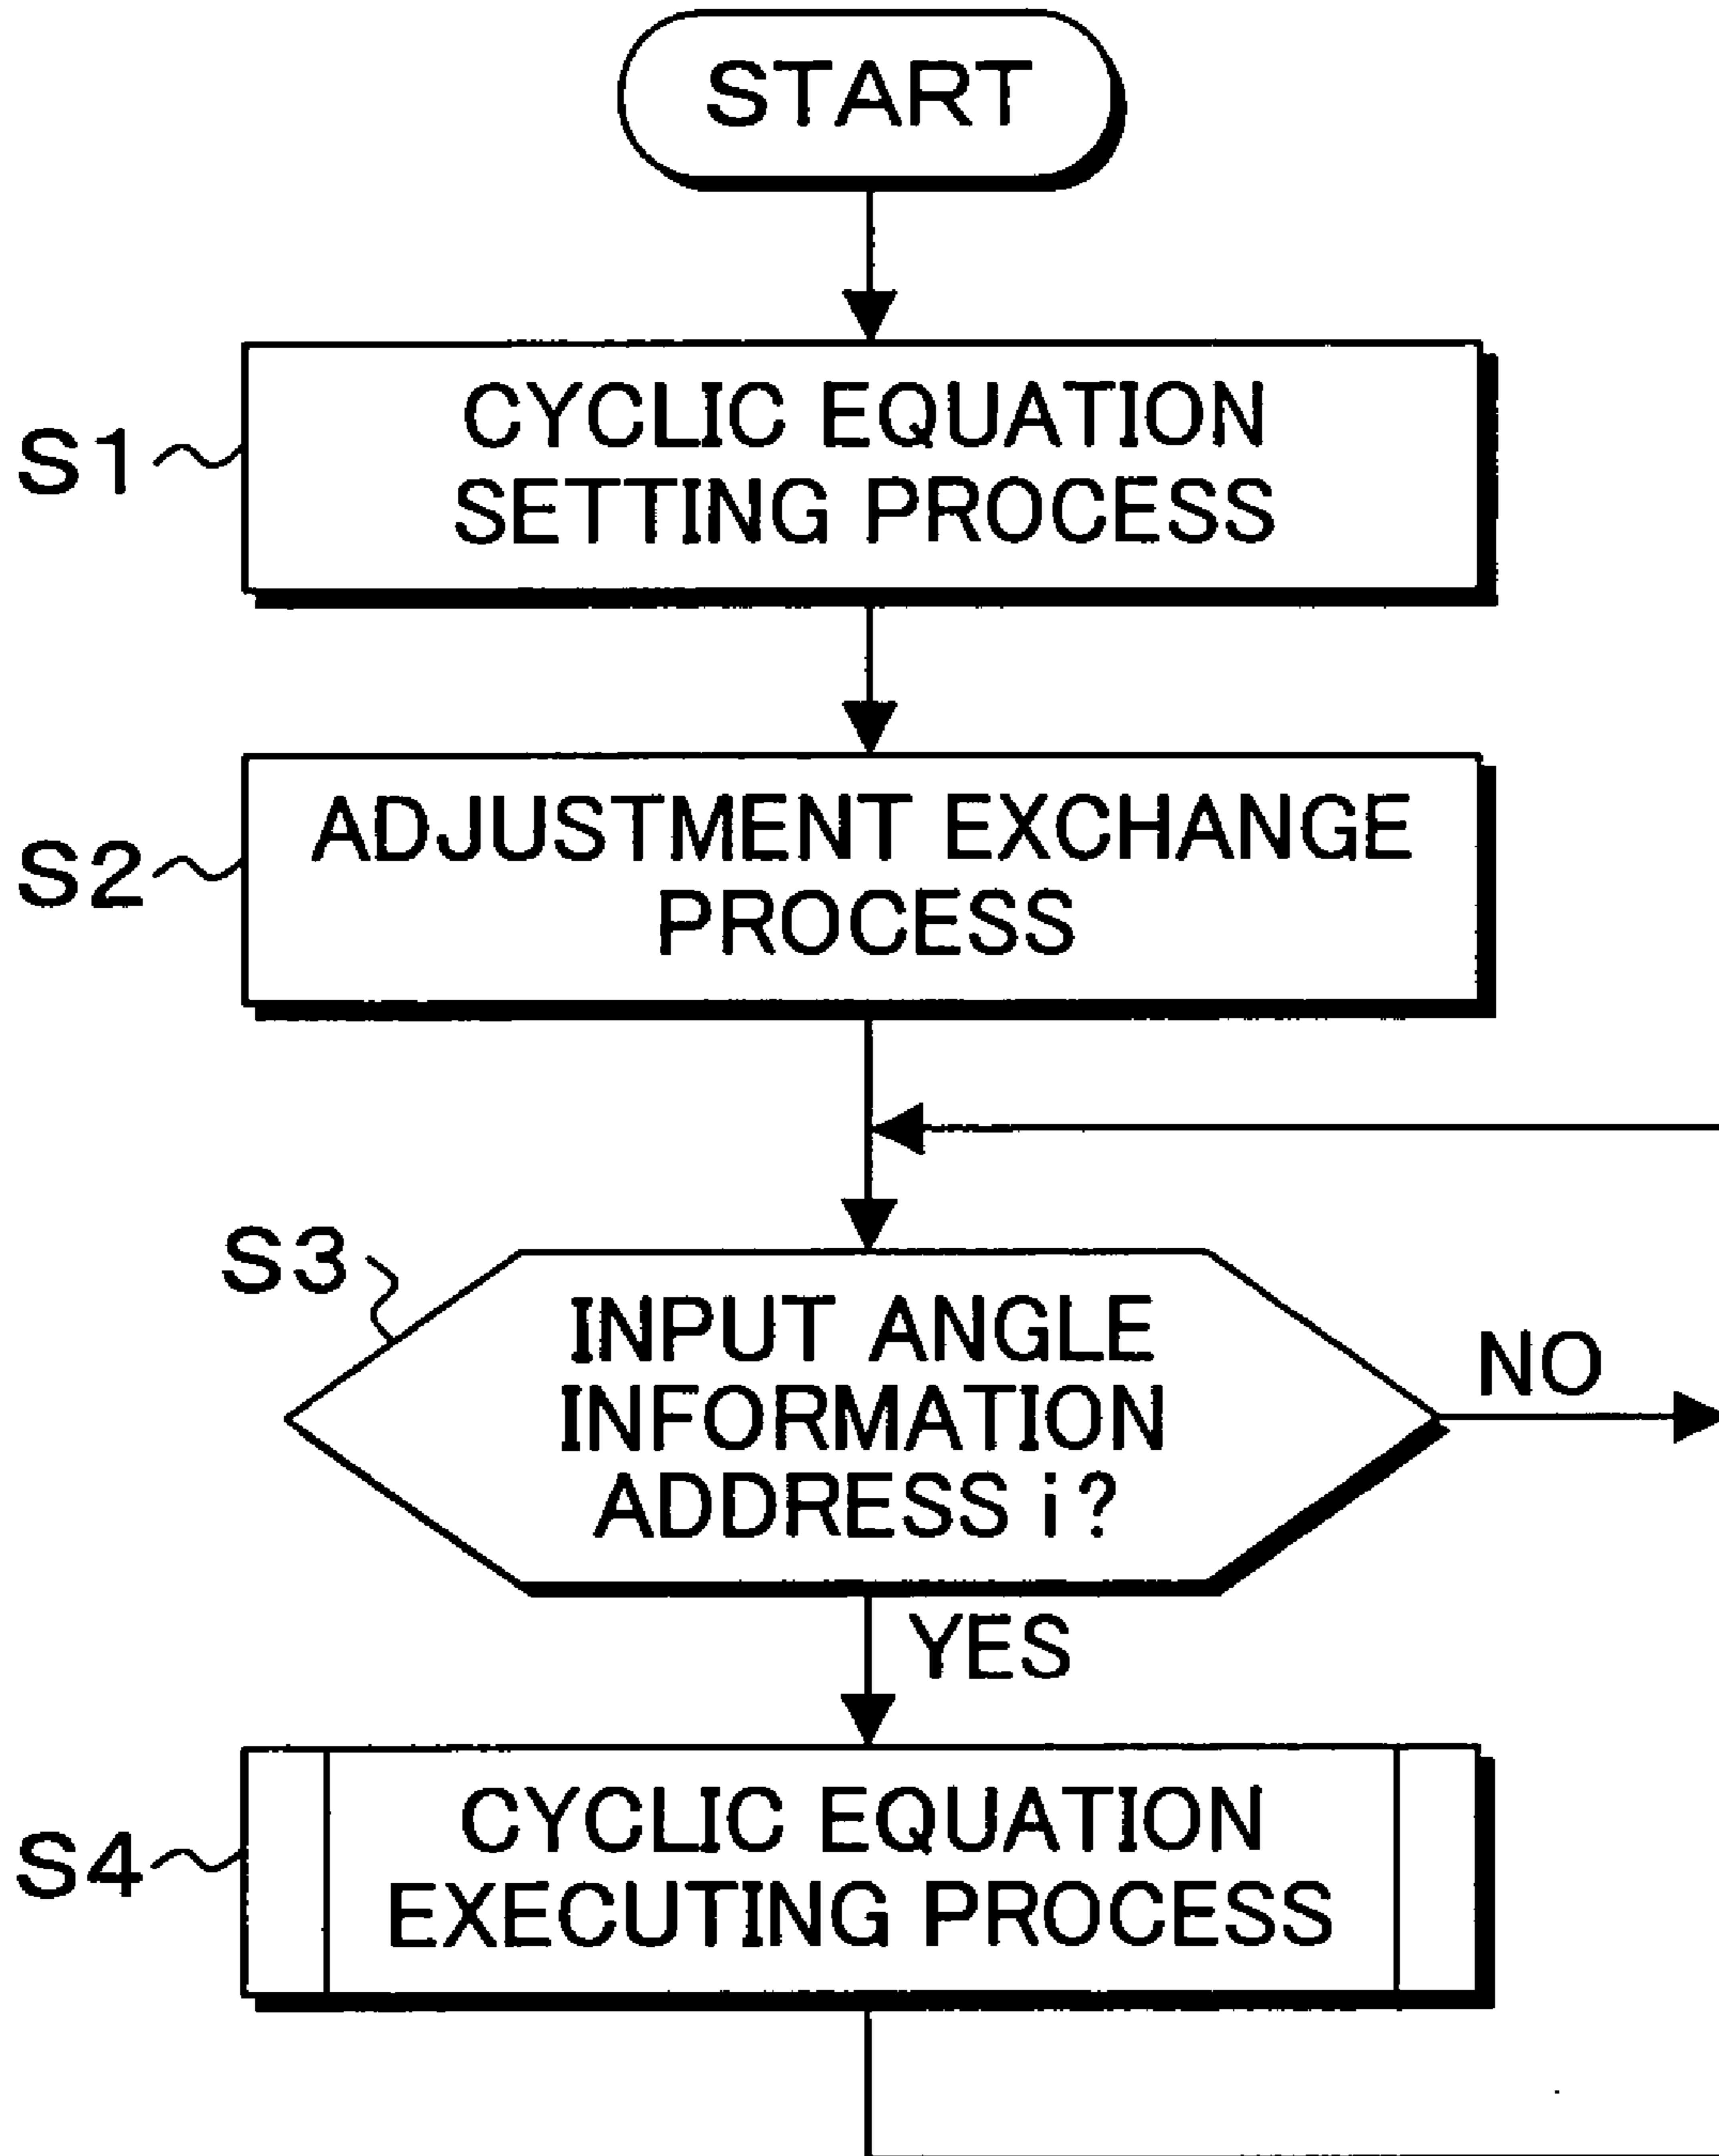 START
S1
CYCLIC EQUATION
SETTING PROCESS
S2
ADJUSTMENT EXCHANGE
PROCESS
S3
INPUT ANGLE
INFORMATION
ADDRESS i?
NO
YES
S4
CYCLIC EQUATION
EXECUTING PROCESS